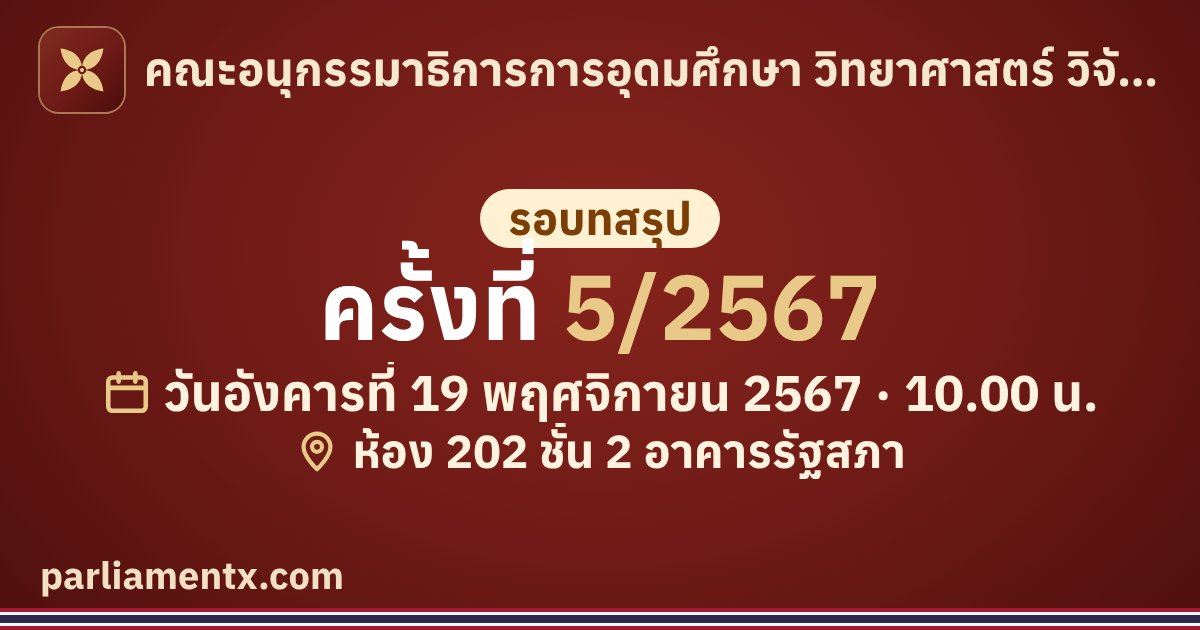 คณะอนุกรรมาธิการการอุดมศึกษา วิทยาศาสตร์ วิจั...
รอบทสรุป
ครั้งที่ 5/2567
วันอังคารที่ 19 พฤศจิกายน 2567 · 10.00 น.
ห้อง 202 ชั้น 2 อาคารรัฐสภา
parliamentx.com